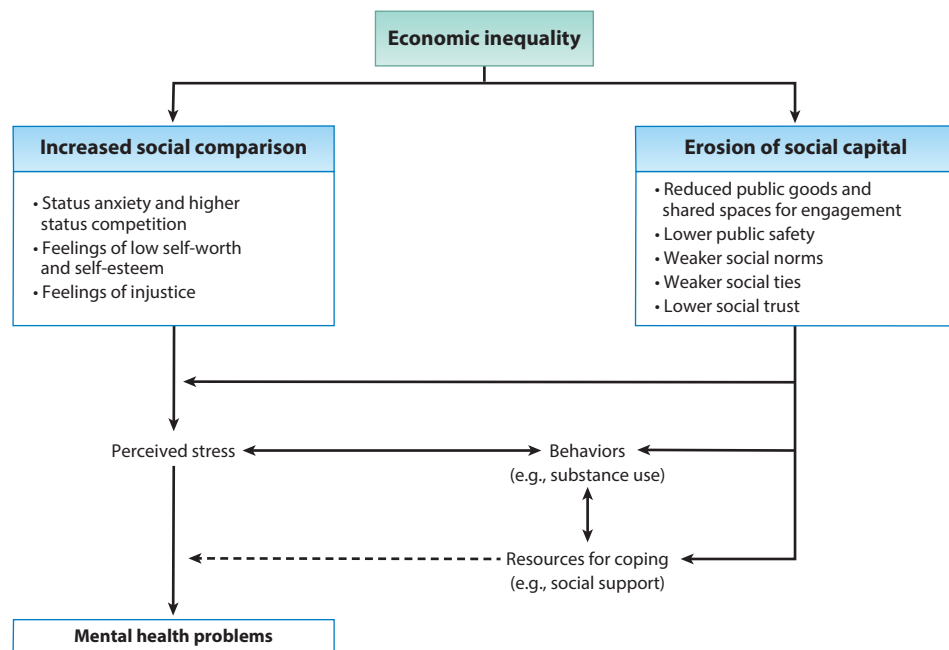 Economic inequality
Increased social comparison
• Status anxiety and higher
status competition
• Feelings of low self-worth
and self-esteem
• Feelings of injustice
Erosion of social capital
• Reduced public goods and
shared spaces for engagement
• Lower public safety
• Weaker social norms
• Weaker social ties
• Lower social trust
Perceived stress
Behaviors
(e.g., substance use)
Resources for coping
(e.g., social support)
Mental health problems